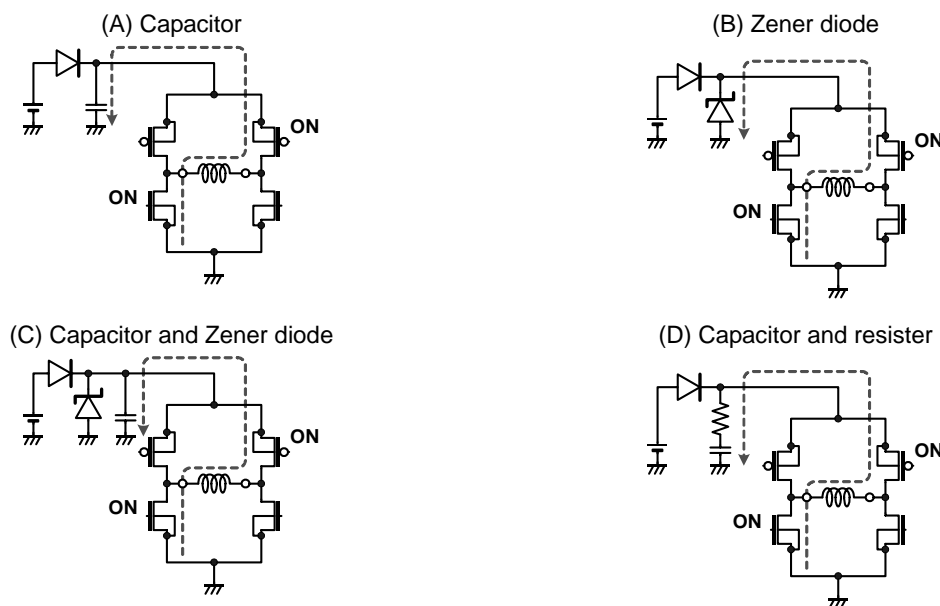 (A) Capacitor
ON
ON
(B) Zener diode
ON
ON
(C) Capacitor and Zener diode
ON
ON
(D) Capacitor and resister
ON
ON